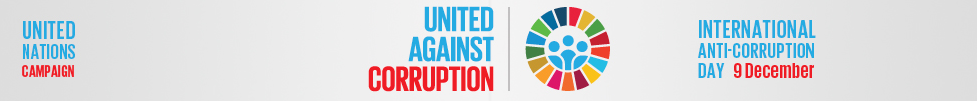 UNITED
NATIONS
CAMPAIGN
UNITED
AGAINST
CORRUPTION
INTERNATIONAL
ANTI-CORRUPTION
DAY 9 December